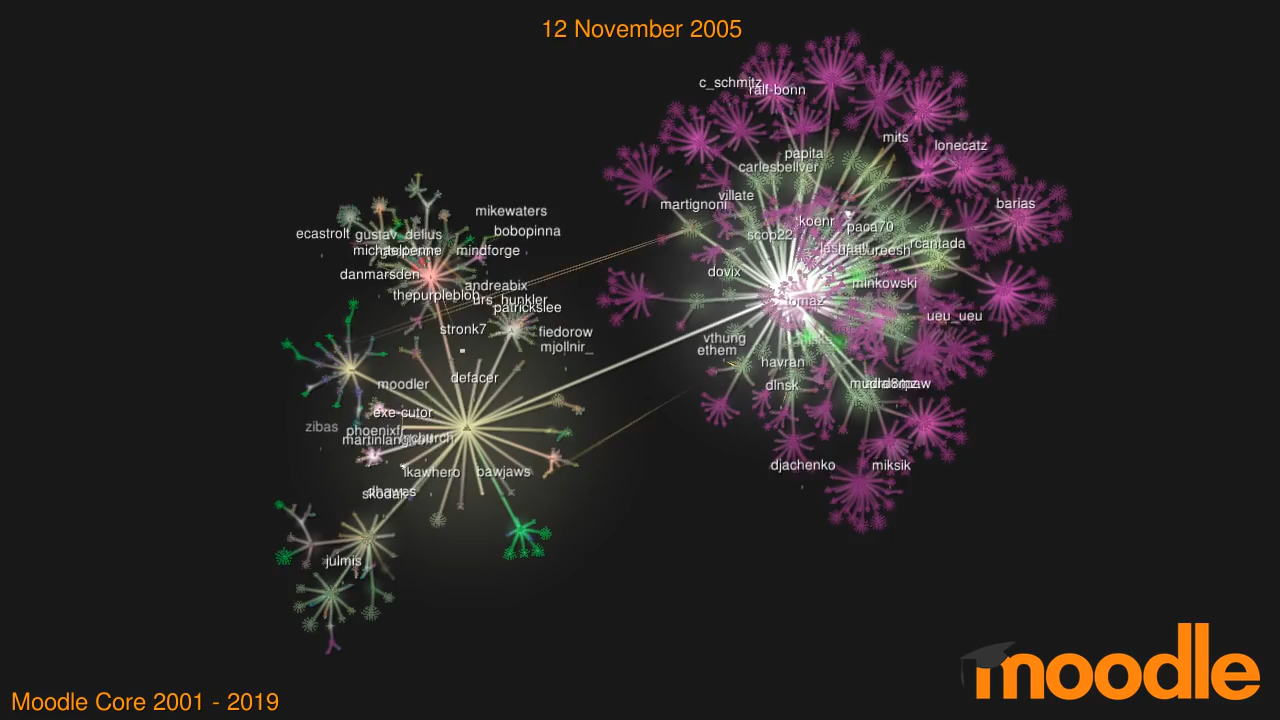 12 November 2005
c_schmitz
ralf-bonn
mits
lonecatz
papita
carlesbellver
villate
martignoni
barias
mikewaters
koenr
paca70
bobopinna
ecastrolt
gustav_delius
scop22
rcantada
mindforge
dovix
danmarsden
minkowski
andreabix
thepurpleblob
urs_hunkler
patrickslee
tomaz
ueu_ueu
stronk7
fiedorow
mjollnir_
vthung
ethem
havran
defacer
moodler
dlnsk
exe-cutor
zibas
phoenixfr
ikawhero
bawjaws
djachenko
miksik
skodak
julmis
moodle
Moodle Core 2001 - 2019